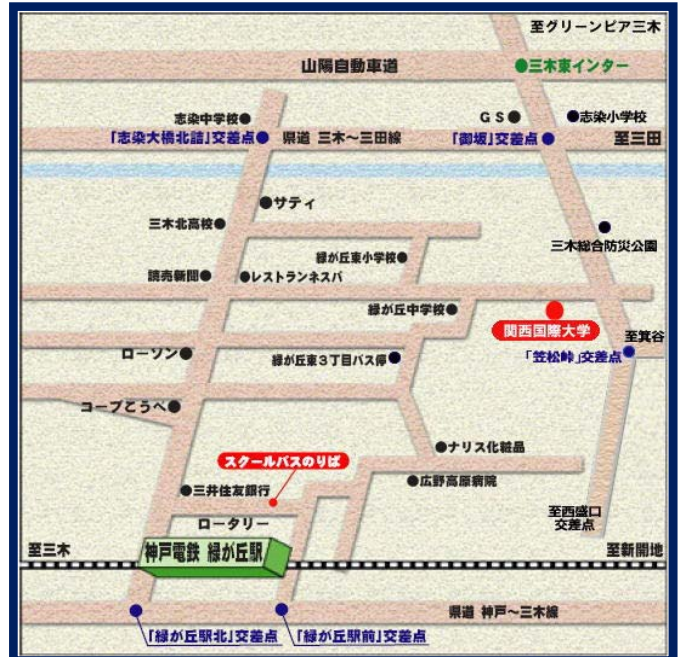 至グリーンピア三木
山陽自動車道
三木東インター
志染中学校
GS
志染小学校
「志染大橋北詰」交差点
県道 三木～三田線
「御坂」交差点
至三田
サティ
三木北高校
三木総合防災公園
緑が丘東小学校
読売新聞
レストランネスパ
緑が丘中学校
関西国際大学
至箕谷
ローソン
緑が丘東3丁目バス停
「笠松峠」交差点
コープこうべ
ナリス化粧品
スクールバスのりば
広野高原病院
三井住友銀行
ロータリー
至西盛口
交差点
至三木
神戸電鉄 緑が丘駅
至新開地
県道 神戸～三木線
「緑が丘駅北」交差点
「緑が丘駅前」交差点